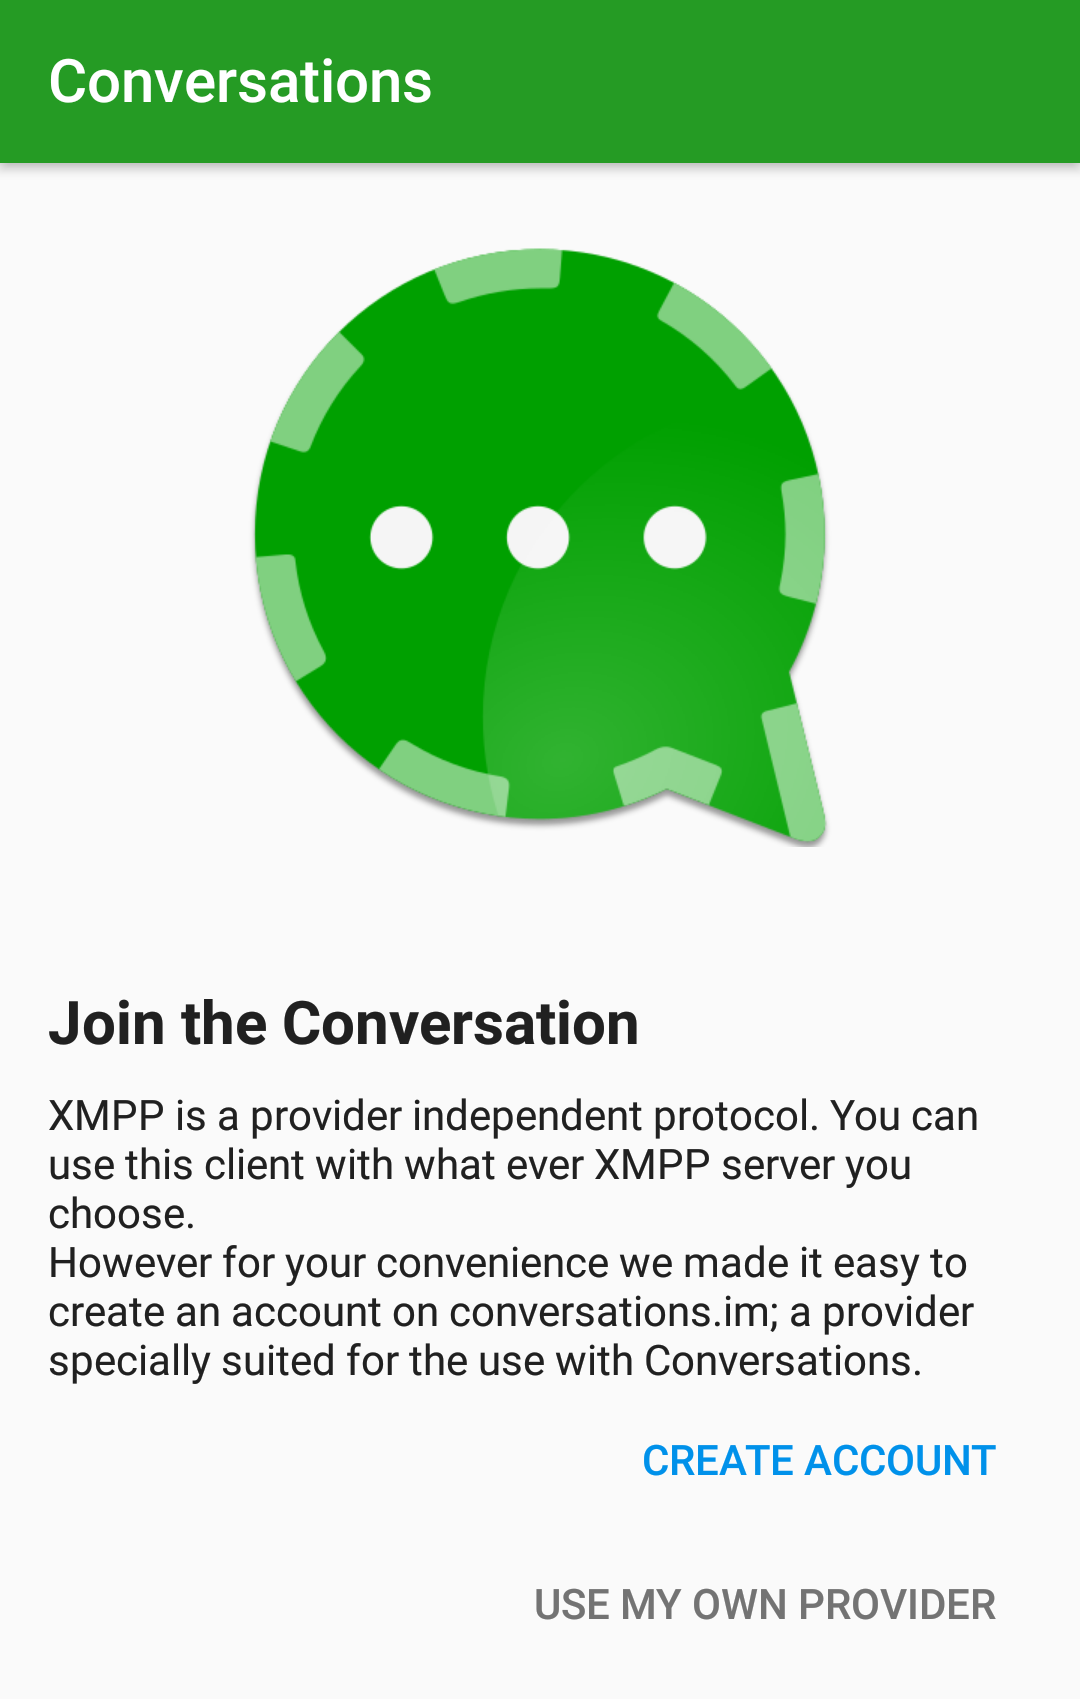 Conversations
Join the Conversation
XMPP is a provider independent protocol. You can
use this client with what ever XMPP server you
choose.
However for your convenience we made it easy to
create an account on conversations.im; a provider
specially suited for the use with Conversations.
CREATE ACCOUNT
USE MY OWN PROVIDER